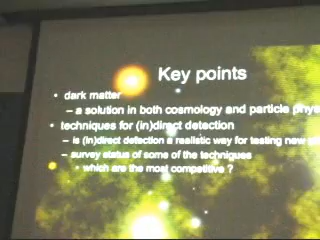 Key points
• dark matter
– a solution in both cosmology and particle
• techniques for (in)direct detection
– is (in)direct detection a realistic way for testing new
– survey status of some of the techniques
• which are the most competitive ?